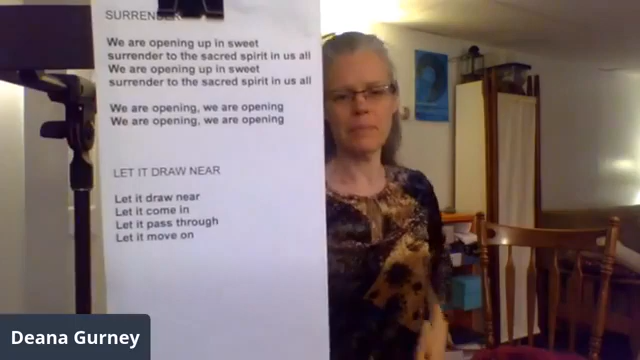 SURRENDER
We are opening up in sweet
surrender to the sacred spirit in us all
We are opening up in sweet
surrender to the sacred spirit in us all
We are opening, we are opening
We are opening, we are opening
LET IT DRAW NEAR
Let it draw near
Let it come in
Let it pass through
Let it move on
Deana Gurney